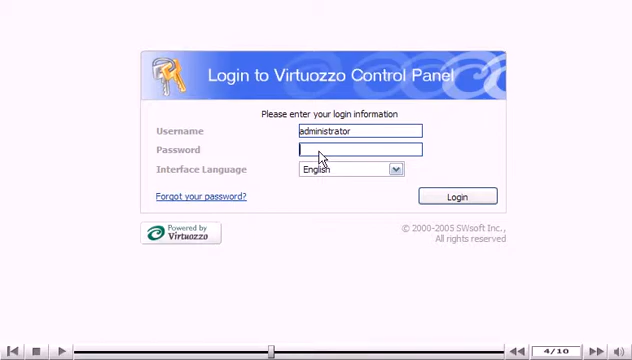 Login to Virtuozzo Control Panel
Please enter your login information
Username administrator
Password
Interface Language English
Forgot your password? Login
Powered by
Virtuozzo
© 2000-2005 SWsoft Inc.,
All rights reserved
4/10